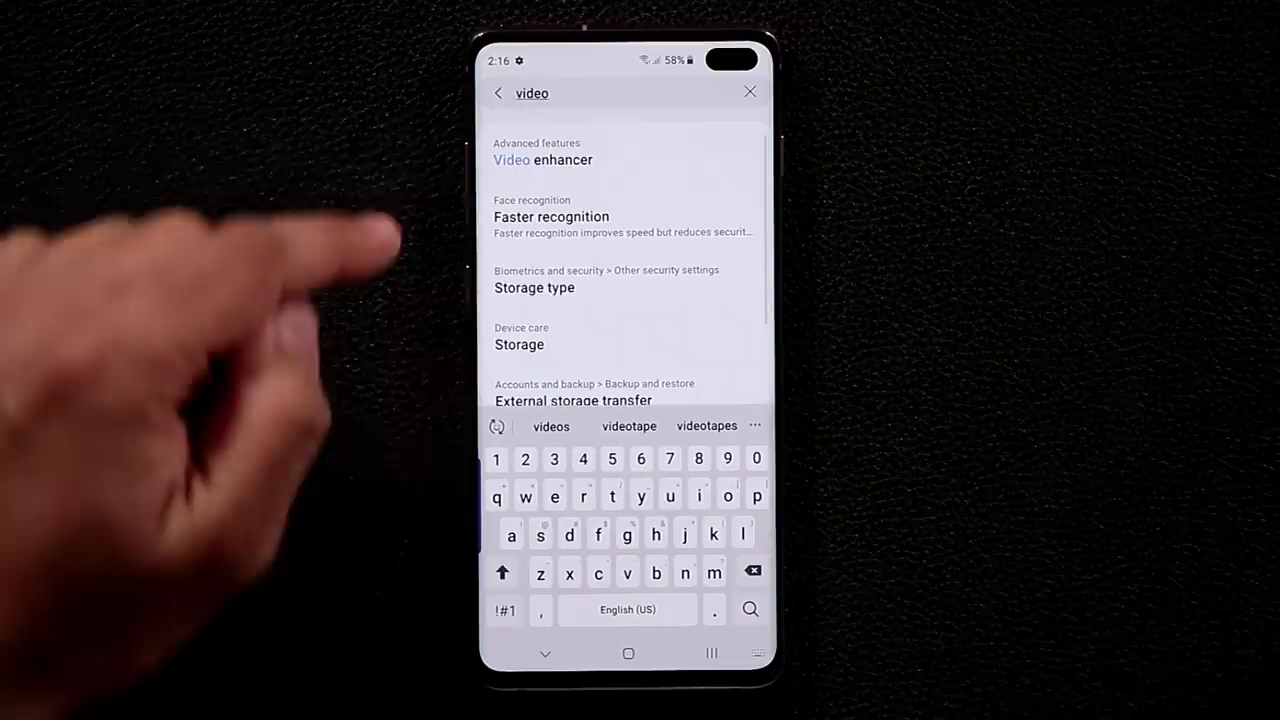 2:16 58%
video
Advanced features
Video enhancer
Face recognition
Faster recognition
Faster recognition improves speed but reduces securit...
Biometrics and security > Other security settings
Storage type
Device care
Storage
Accounts and backup > Backup and restore
External storage transfer
videos videotape videotapes ...
1 2 3 4 5 6 7 8 9 0
q w e r t y u i o p
a s d f g h j k l
z x c v b n m
!#1 , English (US) .